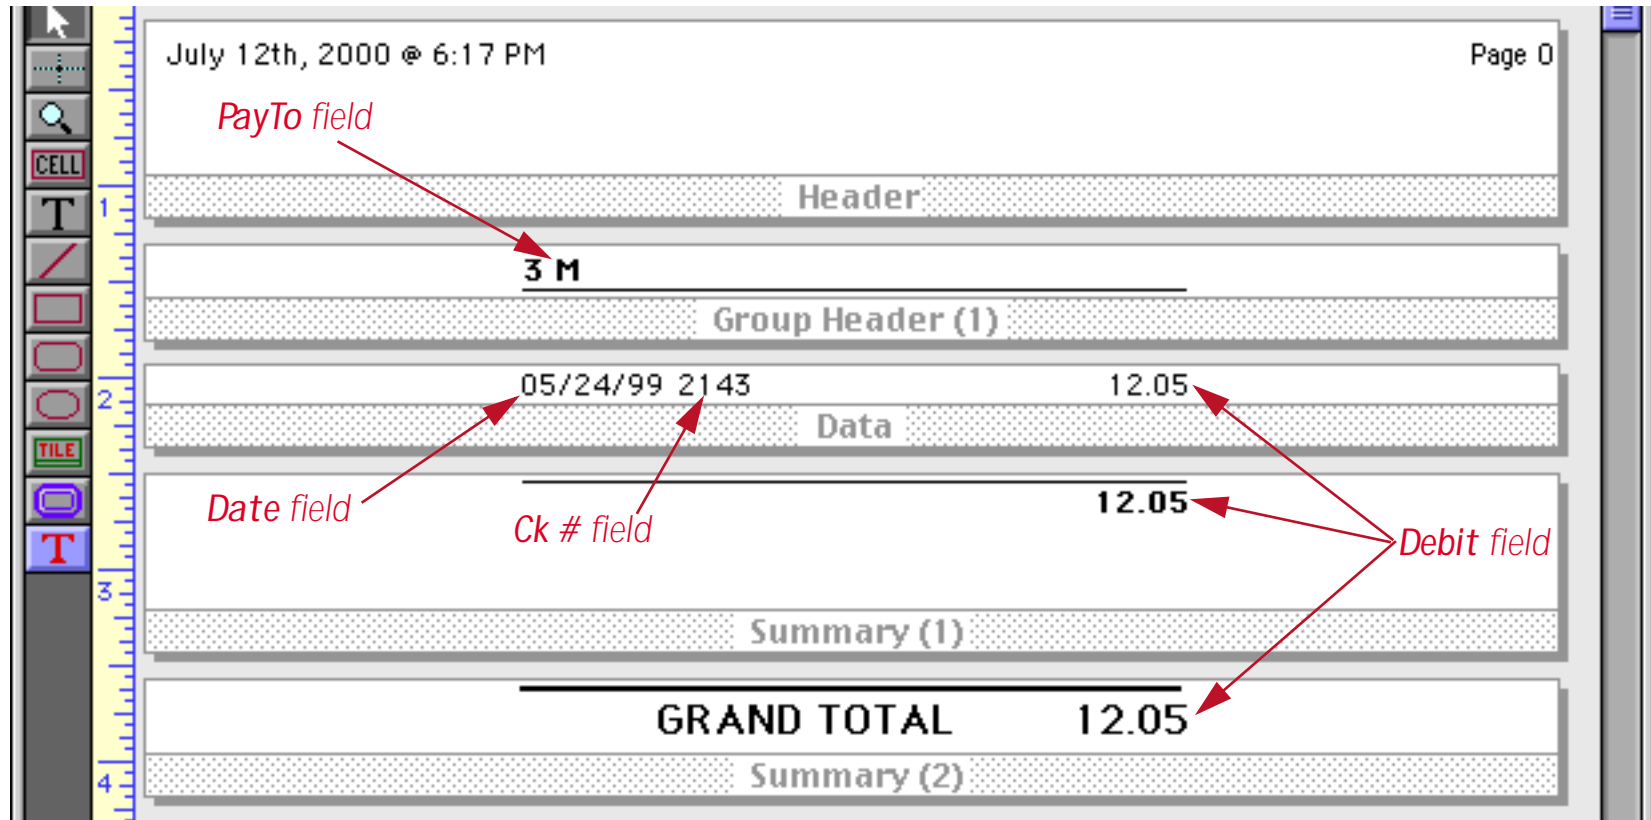 July 12th, 2000 @ 6:17 PM Page 0
PayTo field
CELL
Header
T
1
3 M
Group Header (1)
05/24/99 2143 12.05
2
Data
TILE
12.05
Date field
Ck # field
Debit field
T
3
Summary (1)
GRAND TOTAL 12.05
Summary (2)
4